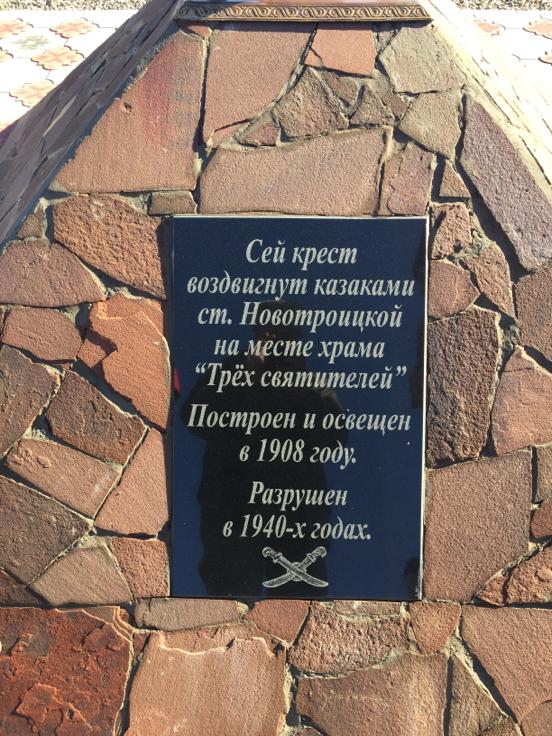 Сей крест
воздвигнут казаками
ст. Новотроицкой
на месте храма
“Трёх святителей”
Построен и освещен
в 1908 году.
Разрушен
в 1940-х годах.